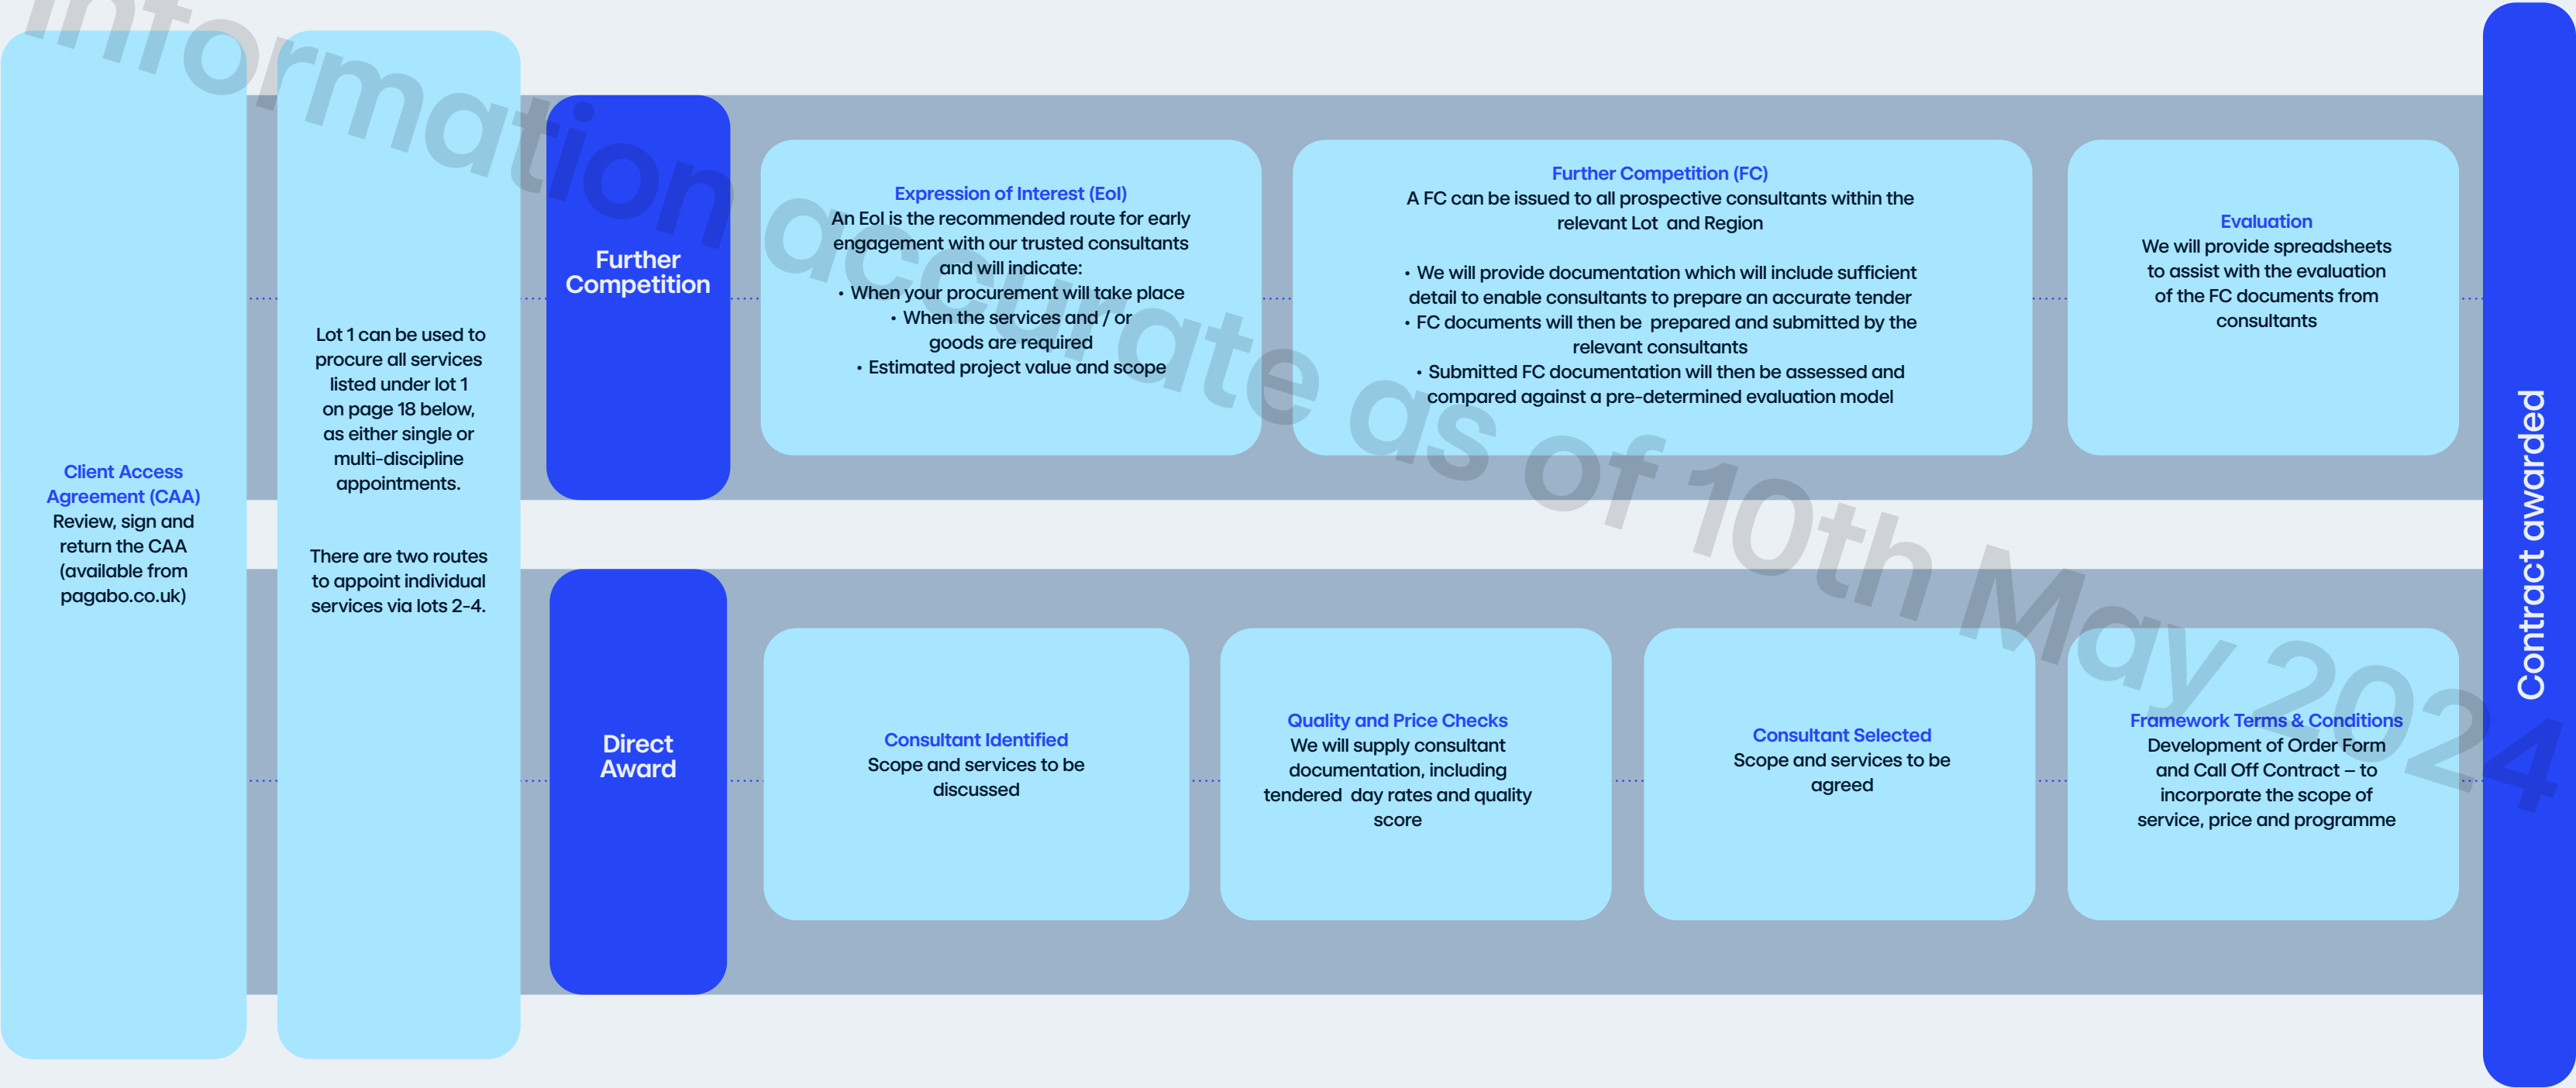 Information accurate as of 10th May 2024
Client Access
Agreement (CAA)
Review, sign and
return the CAA
(available from
pagabo.co.uk)
Lot 1 can be used to
procure all services
listed under lot 1
on page 18 below,
as either single or
multi-discipline
appointments.
There are two routes
to appoint individual
services via lots 2-4.
Further
Competition
Expression of Interest (EoI)
An EoI is the recommended route for early
engagement with our trusted consultants
and will indicate:
• When your procurement will take place
• When the services and / or
goods are required
• Estimated project value and scope
Further Competition (FC)
A FC can be issued to all prospective consultants within the
relevant Lot and Region
• We will provide documentation which will include sufficient
detail to enable consultants to prepare an accurate tender
• FC documents will then be prepared and submitted by the
relevant consultants
• Submitted FC documentation will then be assessed and
compared against a pre-determined evaluation model
Evaluation
We will provide spreadsheets
to assist with the evaluation
of the FC documents from
consultants
Direct
Award
Consultant Identified
Scope and services to be
discussed
Quality and Price Checks
We will supply consultant
documentation, including
tendered day rates and quality
score
Consultant Selected
Scope and services to be
agreed
Framework Terms & Conditions
Development of Order Form
and Call Off Contract – to
incorporate the scope of
service, price and programme
Contract awarded